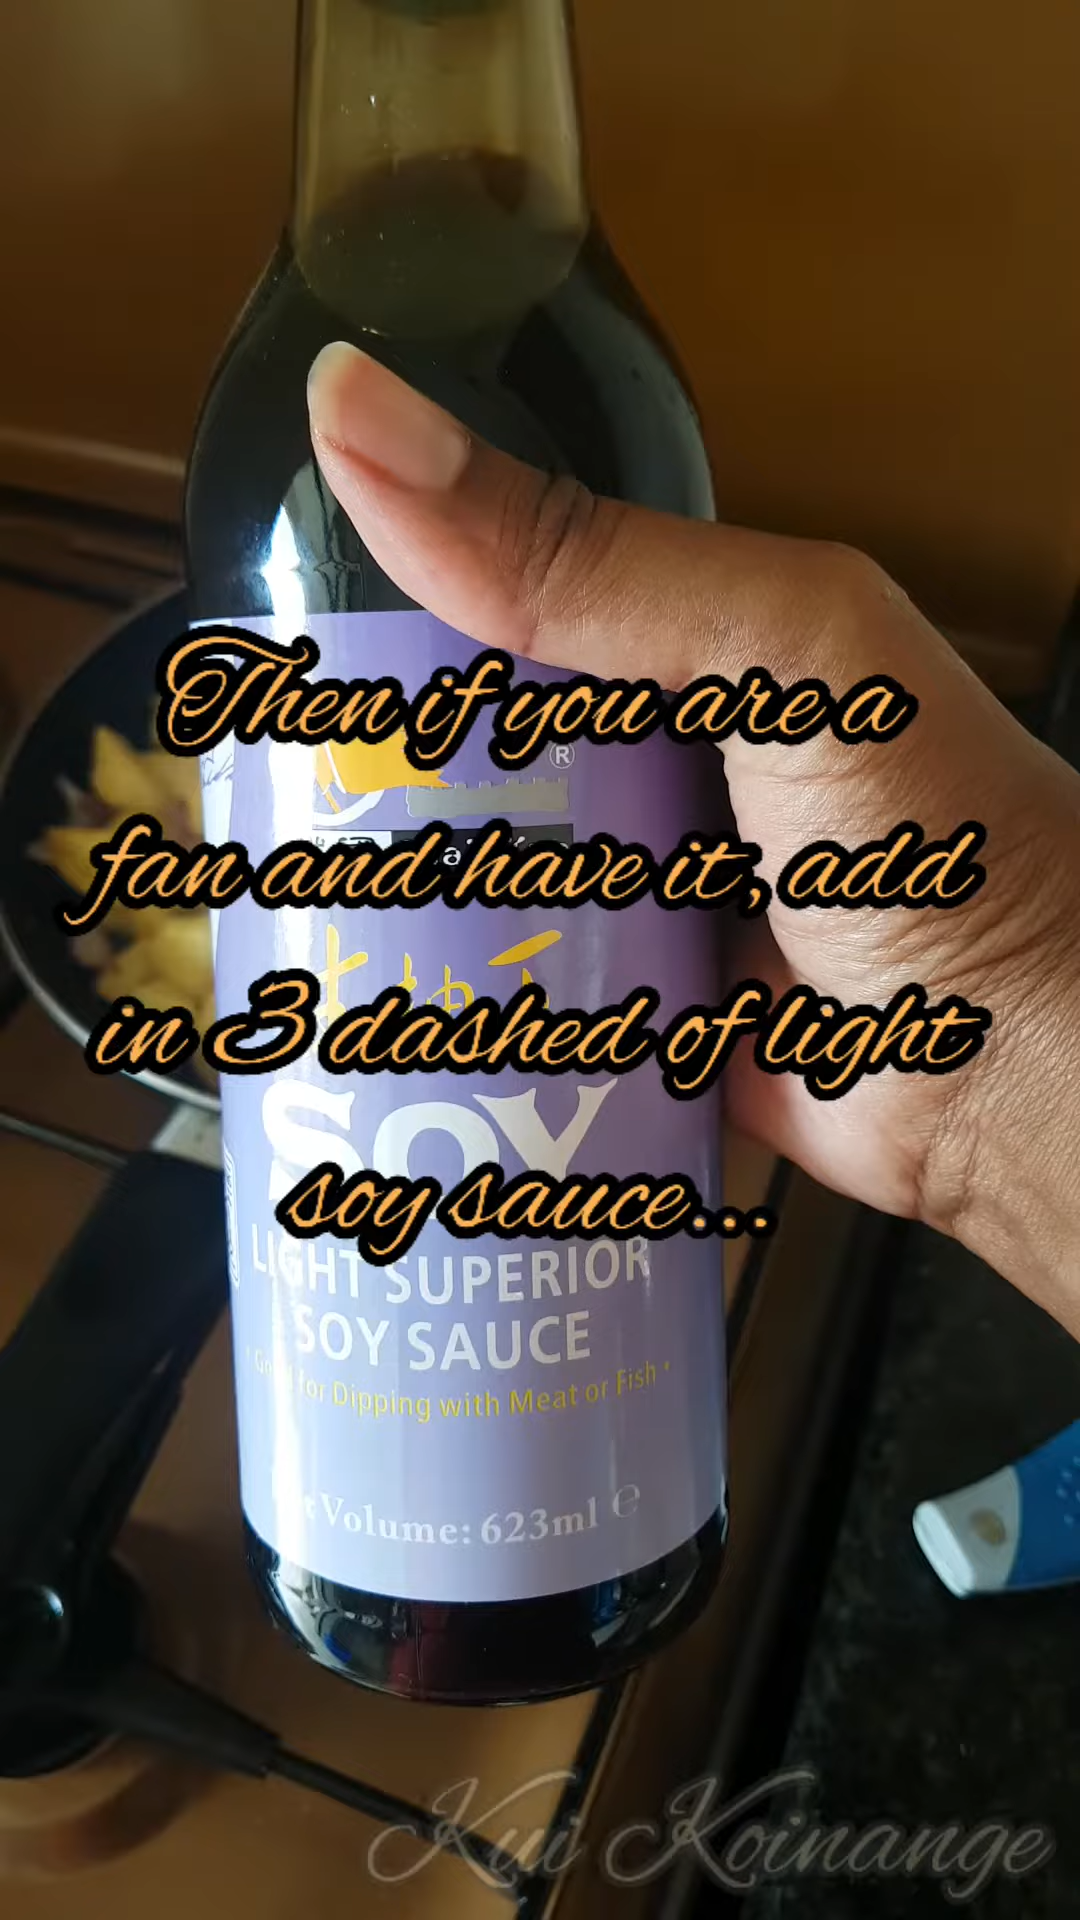 Then if you are a
®
fan and have it, add
in 3 dashed of light
SOY
soy sauce...
LIGHT SUPERIOR
SOY SAUCE
for Dipping with Meat or Fish
Volume: 623ml ℮
Kui Koinange